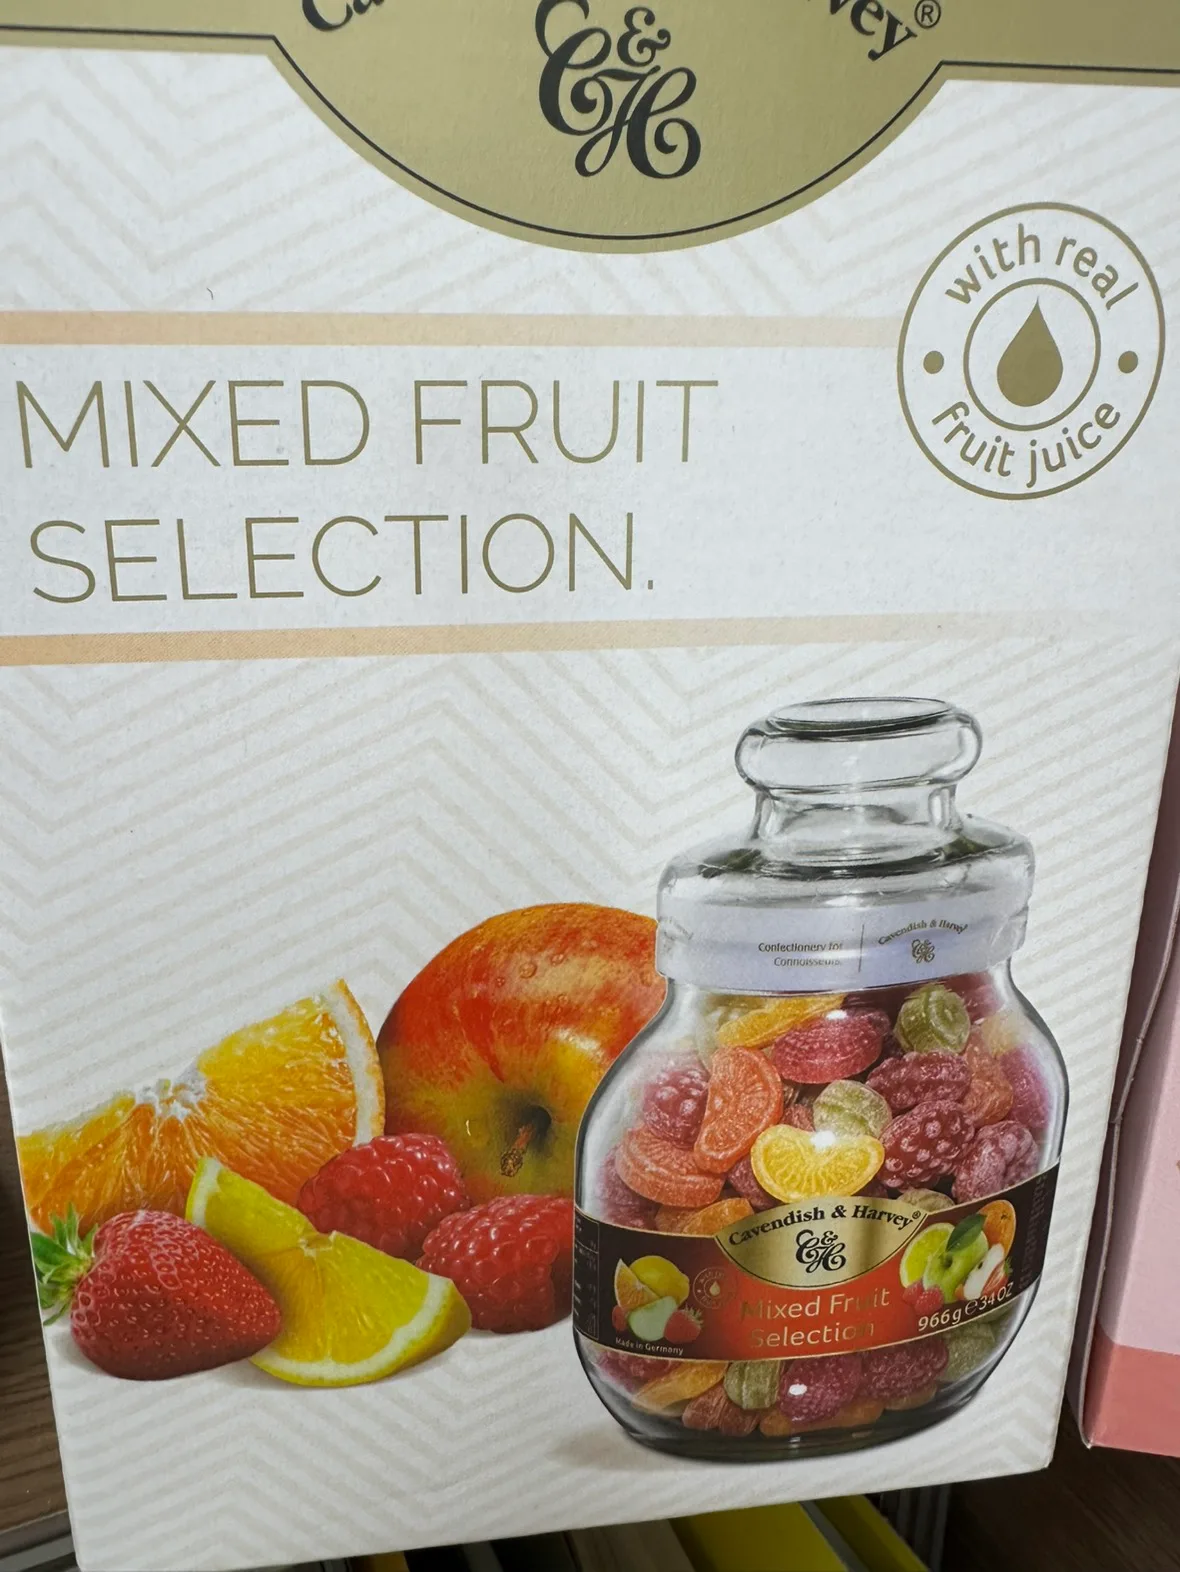 C&H
®
with real
fruit juice
MIXED FRUIT
SELECTION.
Confectionery for
Connoisseurs.
Cavendish & Harvey
C&H
Cavendish & Harvey®
C&H
Mixed Fruit
Selection
966g ℮ 34 OZ
Made in Germany